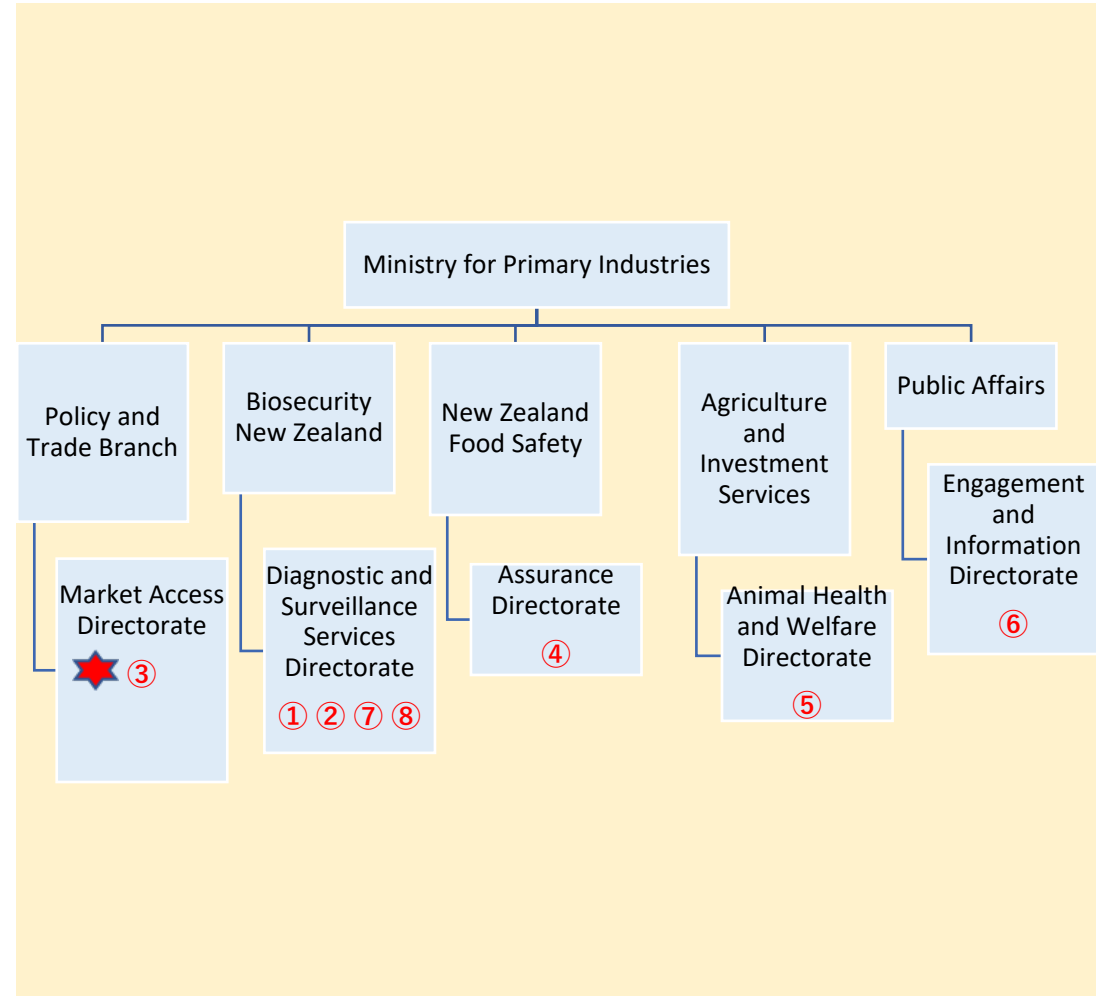 Ministry for Primary Industries
Policy and
Trade Branch
Biosecurity
New Zealand
New Zealand
Food Safety
Agriculture
and
Investment
Services
Public Affairs
Market Access
Directorate
③
Diagnostic and
Surveillance
Services
Directorate
① ② ⑦ ⑧
Assurance
Directorate
④
Animal Health
and Welfare
Directorate
⑤
Engagement
and
Information
Directorate
⑥